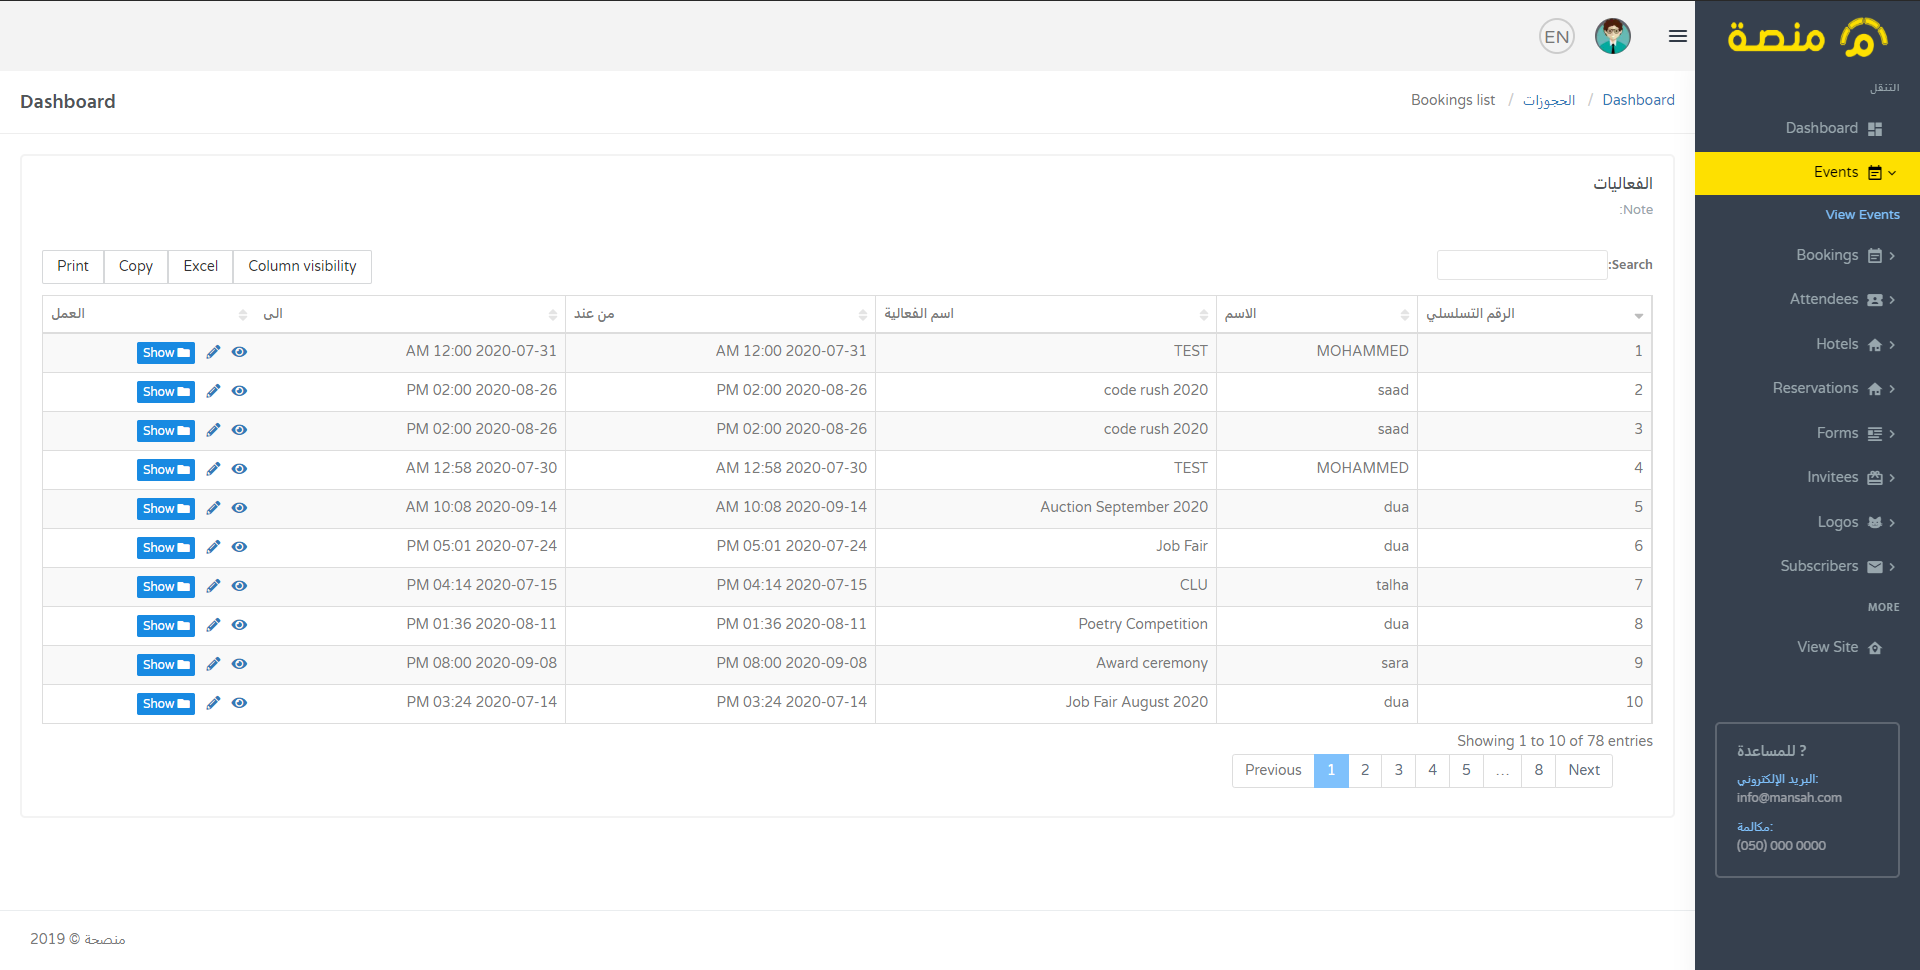 منصة
EN
Dashboard
Dashboard / الحجوزات / Bookings list
التنقل
Dashboard
Events
View Events
Bookings
Attendees
Hotels
Reservations
Forms
Invitees
Logos
Subscribers
MORE
View Site
للمساعدة ?
البريد الإلكتروني:
info@mansah.com
مكالمة:
(050) 000 0000
الفعاليات
:Note
Print Copy Excel Column visibility
:Search
الرقم التسلسلي الاسم اسم الفعالية من عند الى العمل
1 MOHAMMED TEST AM 12:00 2020-07-31 AM 12:00 2020-07-31 Show
2 saad code rush 2020 PM 02:00 2020-08-26 PM 02:00 2020-08-26 Show
3 saad code rush 2020 PM 02:00 2020-08-26 PM 02:00 2020-08-26 Show
4 MOHAMMED TEST AM 12:58 2020-07-30 AM 12:58 2020-07-30 Show
5 dua Auction September 2020 AM 10:08 2020-09-14 AM 10:08 2020-09-14 Show
6 dua Job Fair PM 05:01 2020-07-24 PM 05:01 2020-07-24 Show
7 talha CLU PM 04:14 2020-07-15 PM 04:14 2020-07-15 Show
8 dua Poetry Competition PM 01:36 2020-08-11 PM 01:36 2020-08-11 Show
9 sara Award ceremony PM 08:00 2020-09-08 PM 08:00 2020-09-08 Show
10 dua Job Fair August 2020 PM 03:24 2020-07-14 PM 03:24 2020-07-14 Show
Showing 1 to 10 of 78 entries
Previous 1 2 3 4 5 … 8 Next
منصحة © 2019